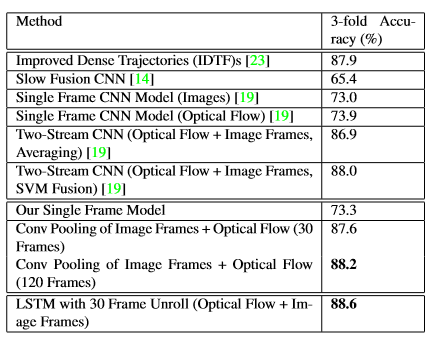 Method 3-fold Accu-
racy (%)
Improved Dense Trajectories (IDTF)s [23] 87.9
Slow Fusion CNN [14] 65.4
Single Frame CNN Model (Images) [19] 73.0
Single Frame CNN Model (Optical Flow) [19] 73.9
Two-Stream CNN (Optical Flow + Image Frames, 86.9
Averaging) [19]
Two-Stream CNN (Optical Flow + Image Frames, 88.0
SVM Fusion) [19]
Our Single Frame Model 73.3
Conv Pooling of Image Frames + Optical Flow (30 87.6
Frames)
Conv Pooling of Image Frames + Optical Flow 88.2
(120 Frames)
LSTM with 30 Frame Unroll (Optical Flow + Im- 88.6
age Frames)